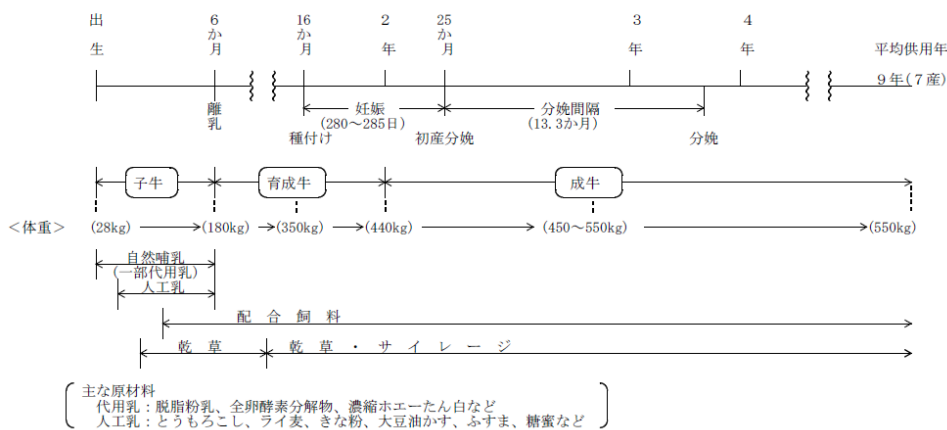 出生 6か月 16か月 2年 25か月 3年 4年 平均供用年
9年(7産)
離乳 妊娠 分娩間隔
(280〜285日) (13.3か月)
種付け 初産分娩 分娩
子牛 育成牛 成牛
<体重> (28kg) (180kg) (350kg) (440kg) (450〜550kg) (550kg)
自然哺乳
(一部代用乳)
人工乳
配合飼料
乾草 乾草・サイレージ
主な原材料
代用乳:脱脂粉乳、全卵酵素分解物、濃縮ホエーたん白など
人工乳:とうもろこし、ライ麦、きな粉、大豆油かす、ふすま、糖蜜など